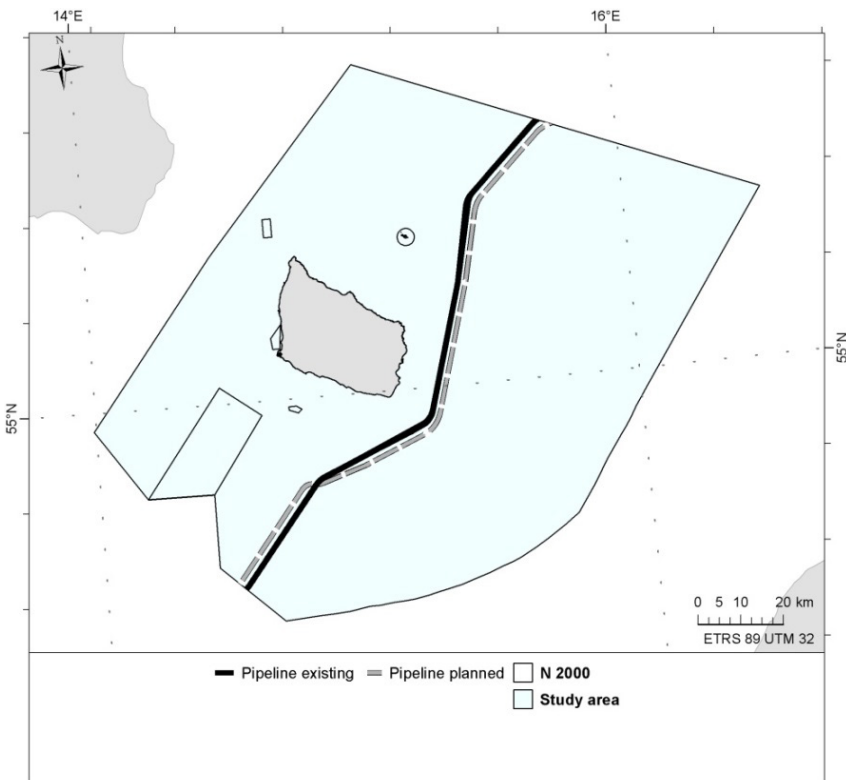 14°E 16°E
N
55°N
55°N
0 5 10 20 km
ETRS 89 UTM 32
Pipeline existing Pipeline planned N 2000
Study area